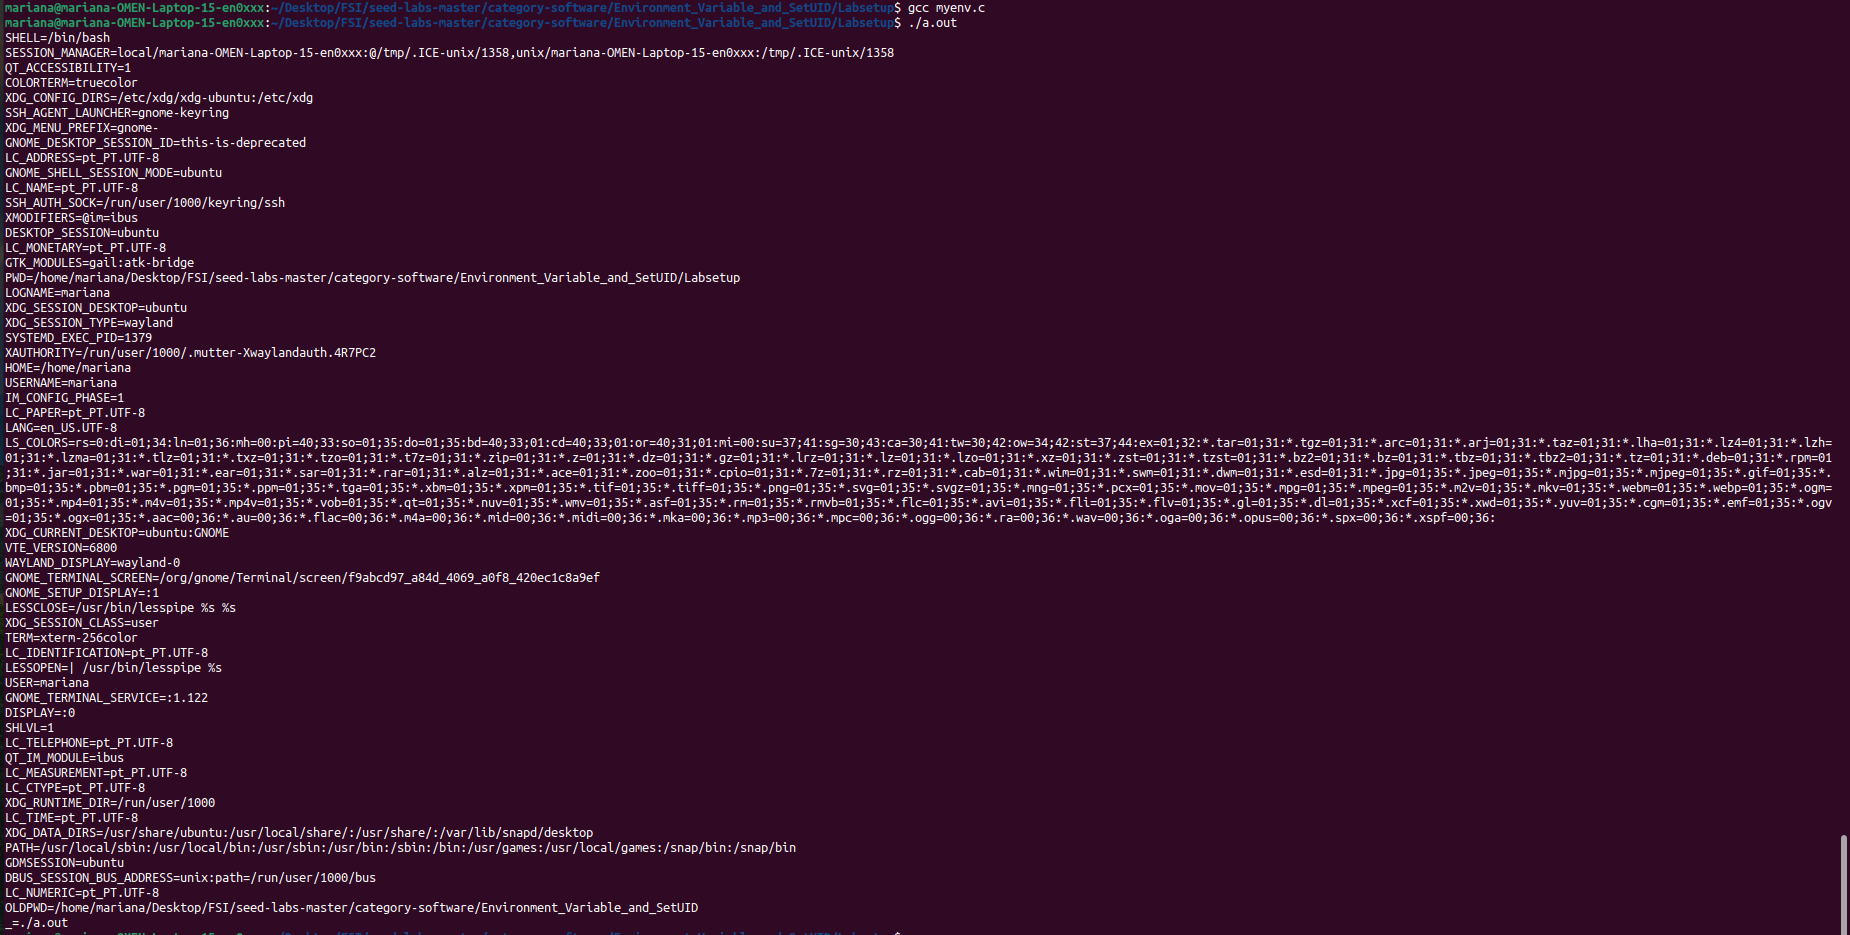 mariana@mariana-OMEN-Laptop-15-en0xxx:~/Desktop/FSI/seed-labs-master/category-software/Environment_Variable_and_SetUID/Labsetup$ gcc myenv.c
mariana@mariana-OMEN-Laptop-15-en0xxx:~/Desktop/FSI/seed-labs-master/category-software/Environment_Variable_and_SetUID/Labsetup$ ./a.out
SHELL=/bin/bash
SESSION_MANAGER=local/mariana-OMEN-Laptop-15-en0xxx:@/tmp/.ICE-unix/1358,unix/mariana-OMEN-Laptop-15-en0xxx:/tmp/.ICE-unix/1358
QT_ACCESSIBILITY=1
COLORTERM=truecolor
XDG_CONFIG_DIRS=/etc/xdg/xdg-ubuntu:/etc/xdg
SSH_AGENT_LAUNCHER=gnome-keyring
XDG_MENU_PREFIX=gnome-
GNOME_DESKTOP_SESSION_ID=this-is-deprecated
LC_ADDRESS=pt_PT.UTF-8
GNOME_SHELL_SESSION_MODE=ubuntu
LC_NAME=pt_PT.UTF-8
SSH_AUTH_SOCK=/run/user/1000/keyring/ssh
XMODIFIERS=@im=ibus
DESKTOP_SESSION=ubuntu
LC_MONETARY=pt_PT.UTF-8
GTK_MODULES=gail:atk-bridge
PWD=/home/mariana/Desktop/FSI/seed-labs-master/category-software/Environment_Variable_and_SetUID/Labsetup
LOGNAME=mariana
XDG_SESSION_DESKTOP=ubuntu
XDG_SESSION_TYPE=wayland
SYSTEMD_EXEC_PID=1379
XAUTHORITY=/run/user/1000/.mutter-Xwaylandauth.4R7PC2
HOME=/home/mariana
USERNAME=mariana
IM_CONFIG_PHASE=1
LC_PAPER=pt_PT.UTF-8
LANG=en_US.UTF-8
LS_COLORS=rs=0:di=01;34:ln=01;36:mh=00:pi=40;33:so=01;35:do=01;35:bd=40;33;01:cd=40;33;01:or=40;31;01:mi=00:su=37;41:sg=30;43:ca=30;41:tw=30;42:ow=34;42:st=37;44:ex=01;32:*.tar=01;31:*.tgz=01;31:*.arc=01;31:*.arj=01;31:*.taz=01;31:*.lha=01;31:*.lz4=01;31:*.lzh=
01;31:*.lzma=01;31:*.tlz=01;31:*.txz=01;31:*.tzo=01;31:*.t7z=01;31:*.zip=01;31:*.z=01;31:*.dz=01;31:*.gz=01;31:*.lrz=01;31:*.lz=01;31:*.lzo=01;31:*.xz=01;31:*.zst=01;31:*.tzst=01;31:*.bz2=01;31:*.bz=01;31:*.tbz=01;31:*.tbz2=01;31:*.tz=01;31:*.deb=01;31:*.rpm=01
;31:*.jar=01;31:*.war=01;31:*.ear=01;31:*.sar=01;31:*.rar=01;31:*.alz=01;31:*.ace=01;31:*.zoo=01;31:*.cpio=01;31:*.7z=01;31:*.rz=01;31:*.cab=01;31:*.wim=01;31:*.swm=01;31:*.dwm=01;31:*.esd=01;31:*.jpg=01;35:*.jpeg=01;35:*.mjpg=01;35:*.mjpeg=01;35:*.gif=01;35:*.
bmp=01;35:*.pbm=01;35:*.pgm=01;35:*.ppm=01;35:*.tga=01;35:*.xbm=01;35:*.xpm=01;35:*.tif=01;35:*.tiff=01;35:*.png=01;35:*.svg=01;35:*.svgz=01;35:*.mng=01;35:*.pcx=01;35:*.mov=01;35:*.mpg=01;35:*.mpeg=01;35:*.m2v=01;35:*.mkv=01;35:*.webm=01;35:*.webp=01;35:*.ogm=
01;35:*.mp4=01;35:*.m4v=01;35:*.mp4v=01;35:*.vob=01;35:*.qt=01;35:*.nuv=01;35:*.wmv=01;35:*.asf=01;35:*.rm=01;35:*.rmvb=01;35:*.flc=01;35:*.avi=01;35:*.fli=01;35:*.flv=01;35:*.gl=01;35:*.dl=01;35:*.xcf=01;35:*.xwd=01;35:*.yuv=01;35:*.cgm=01;35:*.emf=01;35:*.ogv
=01;35:*.ogx=01;35:*.aac=00;36:*.au=00;36:*.flac=00;36:*.m4a=00;36:*.mid=00;36:*.midi=00;36:*.mka=00;36:*.mp3=00;36:*.mpc=00;36:*.ogg=00;36:*.ra=00;36:*.wav=00;36:*.oga=00;36:*.opus=00;36:*.spx=00;36:*.xspf=00;36:
XDG_CURRENT_DESKTOP=ubuntu:GNOME
VTE_VERSION=6800
WAYLAND_DISPLAY=wayland-0
GNOME_TERMINAL_SCREEN=/org/gnome/Terminal/screen/f9abcd97_a84d_4069_a0f8_420ec1c8a9ef
GNOME_SETUP_DISPLAY=:1
LESSCLOSE=/usr/bin/lesspipe %s %s
XDG_SESSION_CLASS=user
TERM=xterm-256color
LC_IDENTIFICATION=pt_PT.UTF-8
LESSOPEN=| /usr/bin/lesspipe %s
USER=mariana
GNOME_TERMINAL_SERVICE=:1.122
DISPLAY=:0
SHLVL=1
LC_TELEPHONE=pt_PT.UTF-8
QT_IM_MODULE=ibus
LC_MEASUREMENT=pt_PT.UTF-8
LC_CTYPE=pt_PT.UTF-8
XDG_RUNTIME_DIR=/run/user/1000
LC_TIME=pt_PT.UTF-8
XDG_DATA_DIRS=/usr/share/ubuntu:/usr/local/share/:/usr/share/:/var/lib/snapd/desktop
PATH=/usr/local/sbin:/usr/local/bin:/usr/sbin:/usr/bin:/sbin:/bin:/usr/games:/usr/local/games:/snap/bin:/snap/bin
GDMSESSION=ubuntu
DBUS_SESSION_BUS_ADDRESS=unix:path=/run/user/1000/bus
LC_NUMERIC=pt_PT.UTF-8
OLDPWD=/home/mariana/Desktop/FSI/seed-labs-master/category-software/Environment_Variable_and_SetUID
_=./a.out